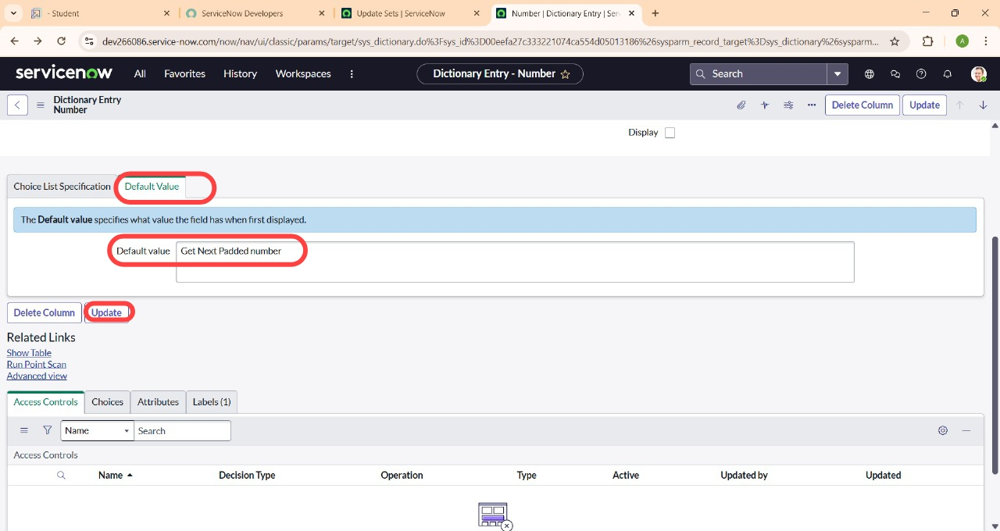 - Student
ServiceNow Developers
Update Sets | ServiceNow
Number | Dictionary Entry | Ser
dev266086.service-now.com/now/nav/ui/classic/params/target/sys_dictionary.do%3Fsys_id%3D00eefa27c333221074ca554d05013186%26sysparm_record_target%3Dsys_dictionary%26sysparm...
A
servicenow
All
Favorites
History
Workspaces
Dictionary Entry - Number
Search
Dictionary Entry
Number
Delete Column
Update
Display
Choice List Specification
Default Value
The Default value specifies what value the field has when first displayed.
Default value
Get Next Padded number
Delete Column
Update
Related Links
Show Table
Run Point Scan
Advanced view
Access Controls
Choices
Attributes
Labels (1)
Name
Search
Access Controls
Name
Decision Type
Operation
Type
Active
Updated by
Updated